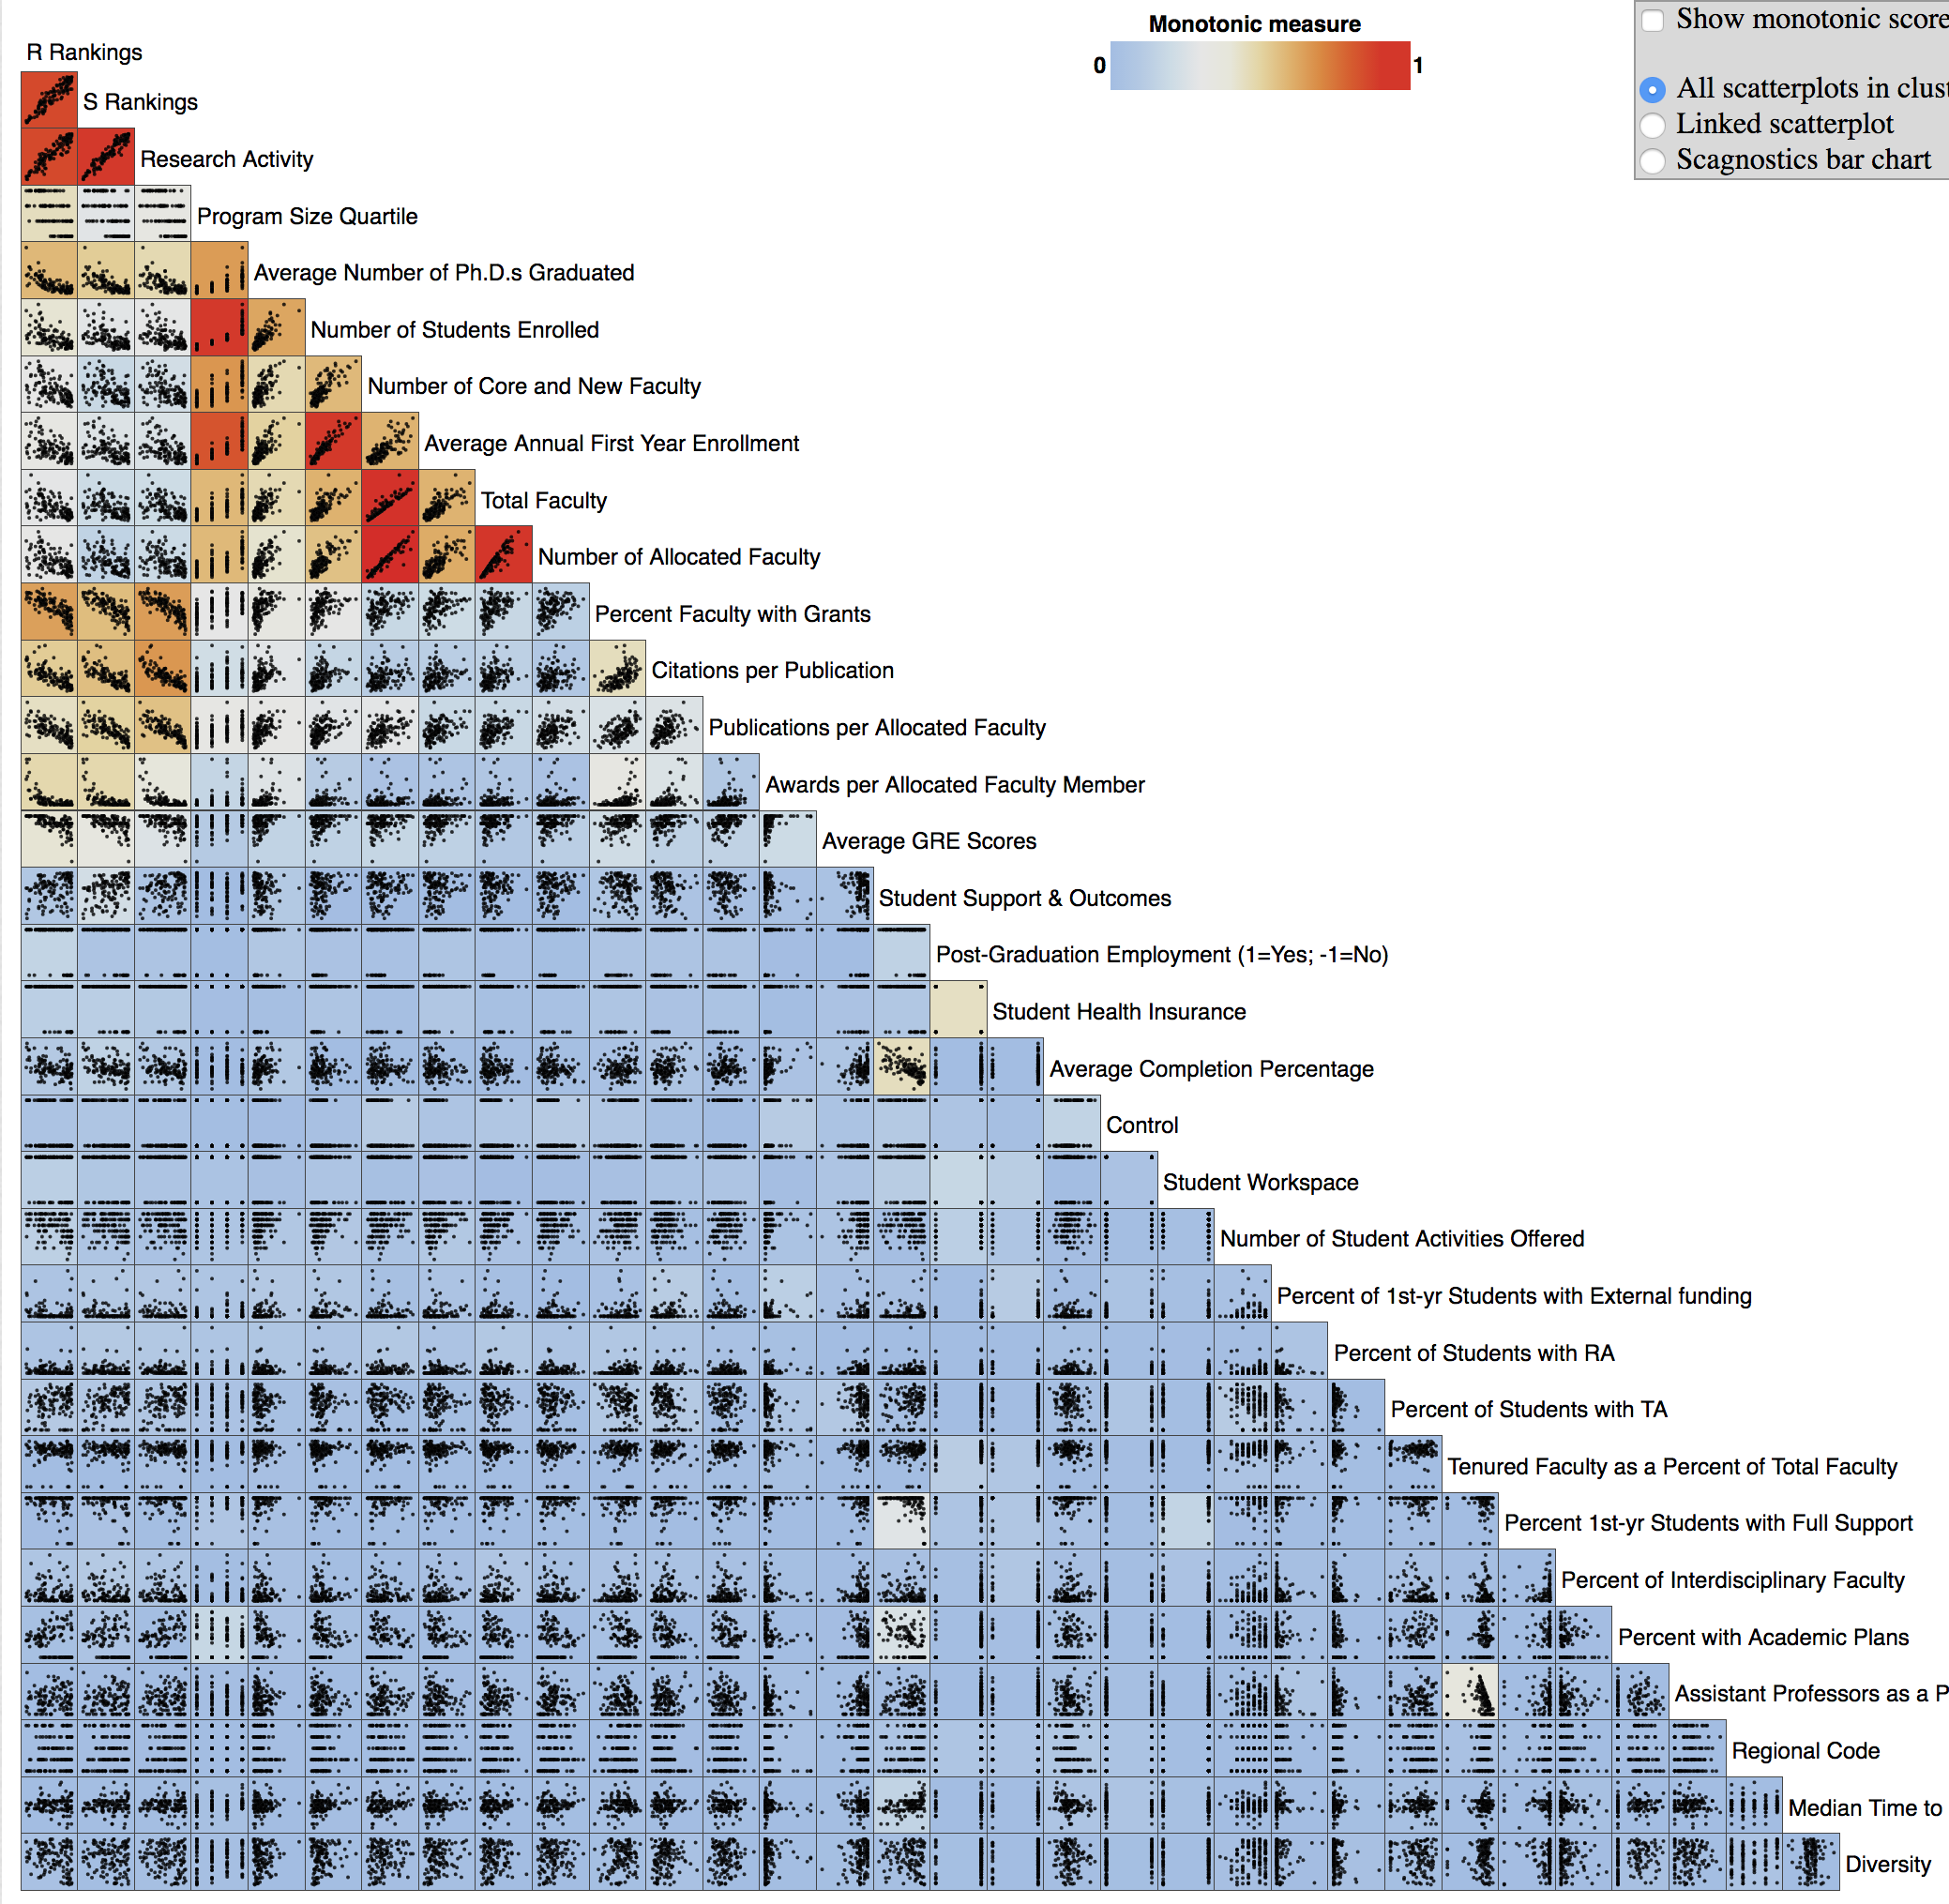 Monotonic measure
0
1
Show monotonic score
All scatterplots in clust
Linked scatterplot
Scagnostics bar chart
R Rankings
S Rankings
Research Activity
Program Size Quartile
Average Number of Ph.D.s Graduated
Number of Students Enrolled
Number of Core and New Faculty
Average Annual First Year Enrollment
Total Faculty
Number of Allocated Faculty
Percent Faculty with Grants
Citations per Publication
Publications per Allocated Faculty
Awards per Allocated Faculty Member
Average GRE Scores
Student Support & Outcomes
Post-Graduation Employment (1=Yes; -1=No)
Student Health Insurance
Average Completion Percentage
Control
Student Workspace
Number of Student Activities Offered
Percent of 1st-yr Students with External funding
Percent of Students with RA
Percent of Students with TA
Tenured Faculty as a Percent of Total Faculty
Percent 1st-yr Students with Full Support
Percent of Interdisciplinary Faculty
Percent with Academic Plans
Assistant Professors as a P
Regional Code
Median Time to
Diversity